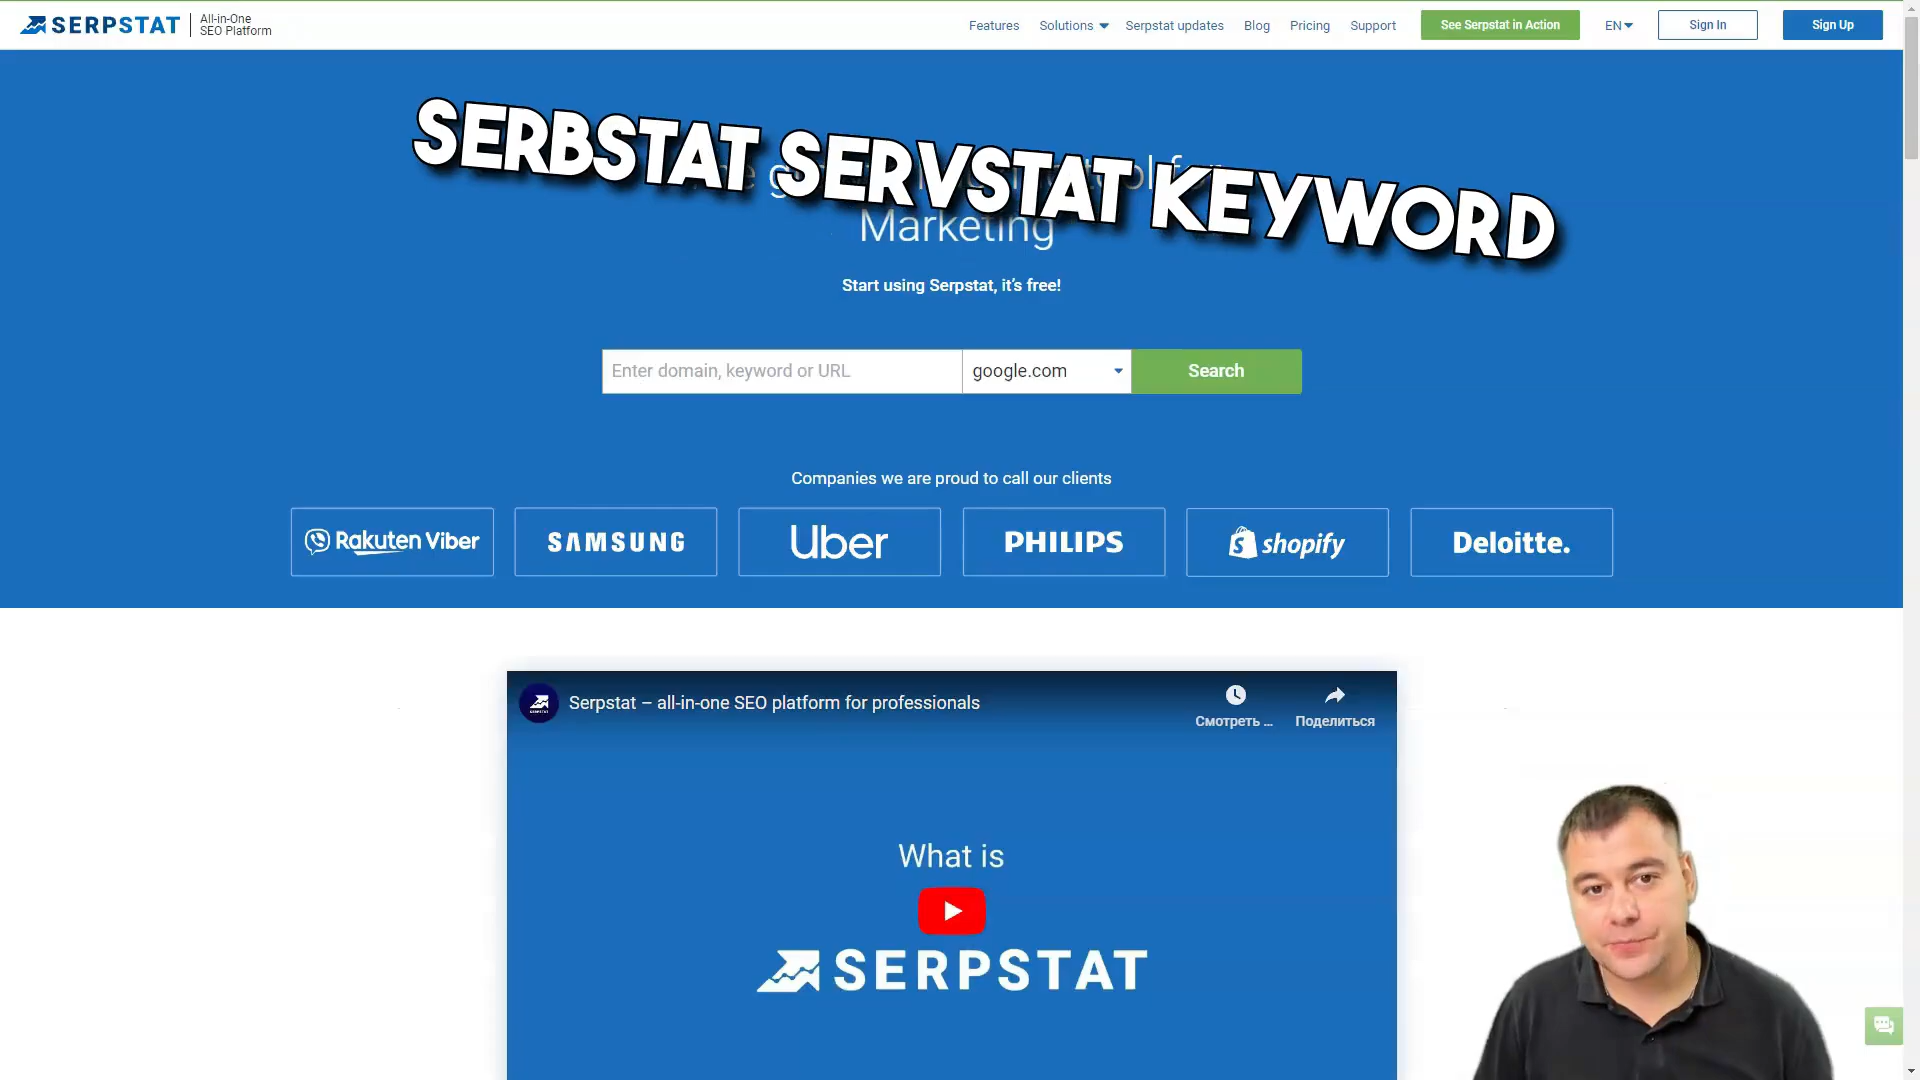 SERPSTAT
All-in-One
SEO Platform
Features
Solutions
Serpstat updates
Blog
Pricing
Support
See Serpstat in Action
EN
Sign In
Sign Up
SERBSTAT SERVSTAT KEYWORD
Marketing
Start using Serpstat, it's free!
Enter domain, keyword or URL
google.com
Search
Companies we are proud to call our clients
Rakuten Viber
SAMSUNG
Uber
PHILIPS
shopify
Deloitte.
Serpstat – all-in-one SEO platform for professionals
Смотреть ...
Поделиться
What is
SERPSTAT